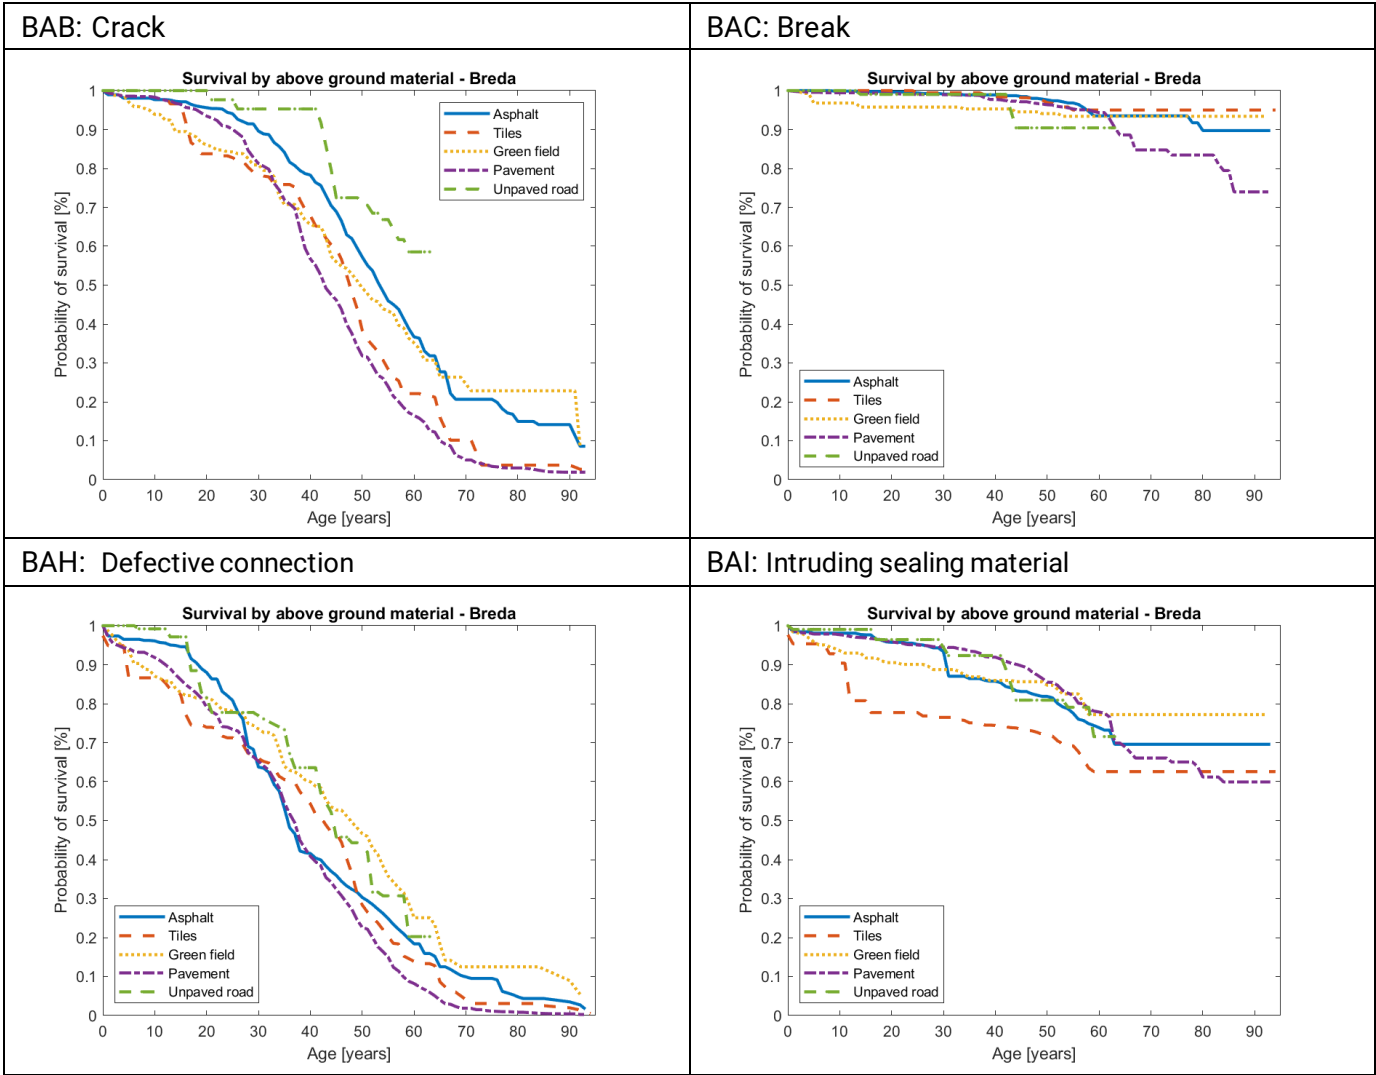 BAB: Crack
Survival by above ground material - Breda
Probability of survival [%]
1
0.9
0.8
0.7
0.6
0.5
0.4
0.3
0.2
0.1
0
Asphalt
Tiles
Green field
Pavement
Unpaved road
0 10 20 30 40 50 60 70 80 90
Age [years]
BAC: Break
Survival by above ground material - Breda
Probability of survival [%]
1
0.9
0.8
0.7
0.6
0.5
0.4
0.3
0.2
0.1
0
Asphalt
Tiles
Green field
Pavement
Unpaved road
0 10 20 30 40 50 60 70 80 90
Age [years]
BAH: Defective connection
Survival by above ground material - Breda
Probability of survival [%]
1
0.9
0.8
0.7
0.6
0.5
0.4
0.3
0.2
0.1
0
Asphalt
Tiles
Green field
Pavement
Unpaved road
0 10 20 30 40 50 60 70 80 90
Age [years]
BAI: Intruding sealing material
Survival by above ground material - Breda
Probability of survival [%]
1
0.9
0.8
0.7
0.6
0.5
0.4
0.3
0.2
0.1
0
Asphalt
Tiles
Green field
Pavement
Unpaved road
0 10 20 30 40 50 60 70 80 90
Age [years]